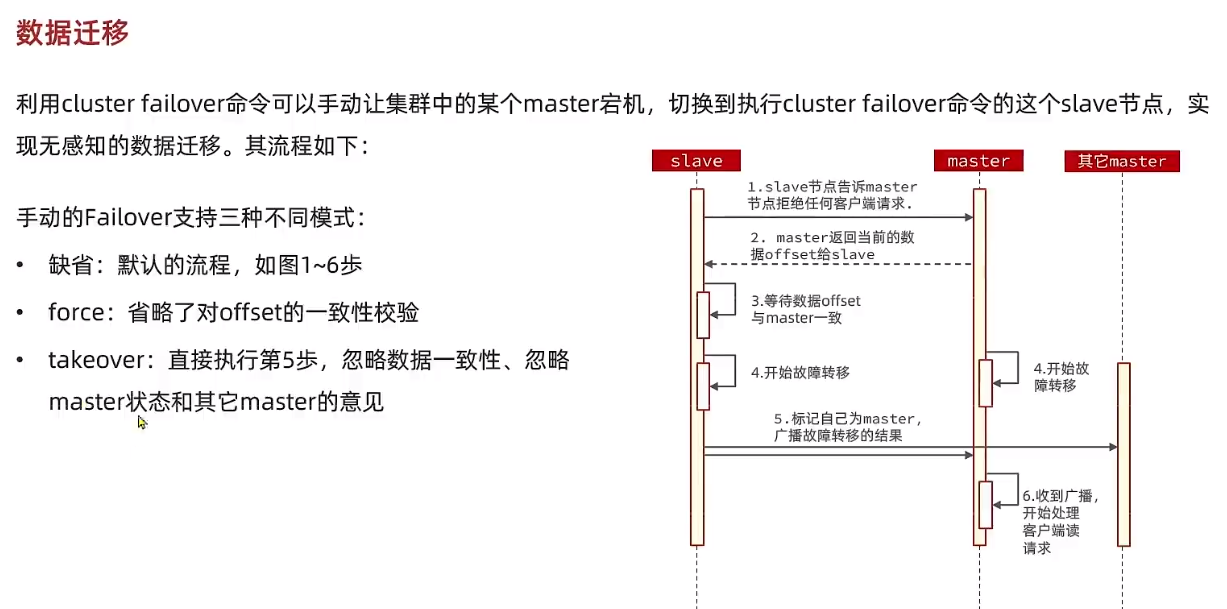 数据迁移
利用cluster failover命令可以手动让集群中的某个master宕机，切换到执行cluster failover命令的这个slave节点，实
现无感知的数据迁移。其流程如下：
手动的Failover支持三种不同模式：
• 缺省：默认的流程，如图1~6歩
• force：省略了对offset的一致性校验
• takeover：直接执行第5歩，忽略数据一致性、忽略
master状态和其它master的意见
slave
master
其它master
1.slave节点告诉master
节点拒绝任何客户端请求.
2. master返回当前的数
据offset给slave
3.等待数据offset
与master一致
4.开始故障转移
4.开始故
障转移
5.标记自己为master,
广播故障转移的结果
6.收到广播，
开始处理
客户端读
请求